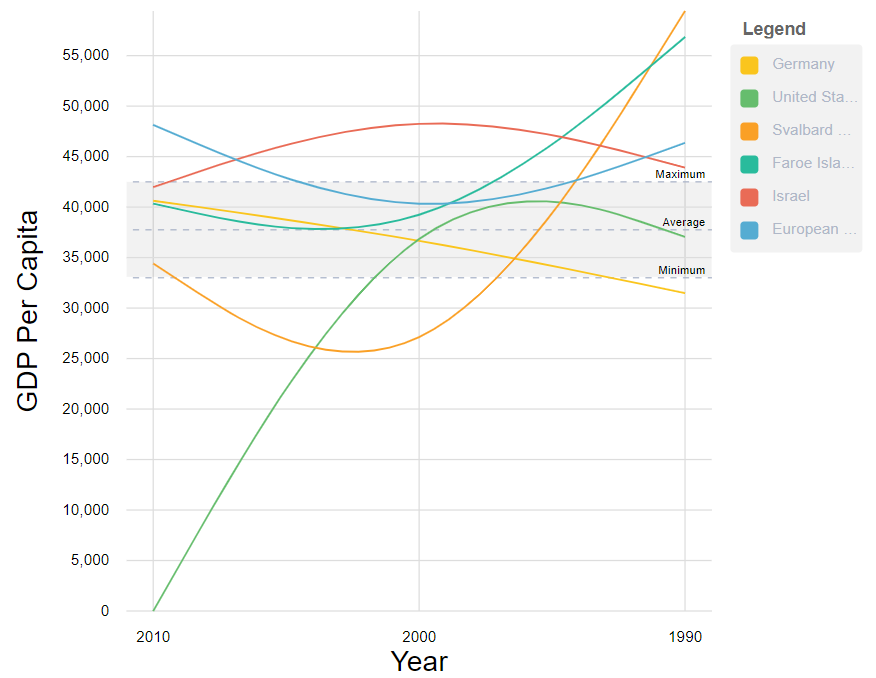 Legend
Germany
United Sta...
Svalbard ...
Faroe Isla...
Israel
European ...
GDP Per Capita
55,000
50,000
45,000
40,000
35,000
30,000
25,000
20,000
15,000
10,000
5,000
0
Maximum
Average
Minimum
2010 2000 1990
Year